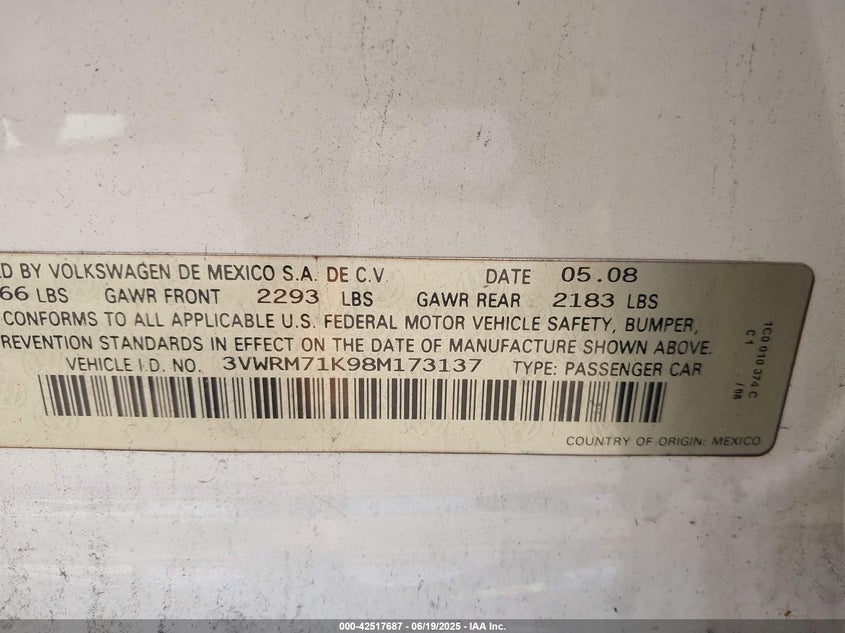 ED BY VOLKSWAGEN DE MEXICO S.A. DE C.V. DATE 05.08
66 LBS GAWR FRONT 2293 LBS GAWR REAR 2183 LBS
CONFORMS TO ALL APPLICABLE U.S. FEDERAL MOTOR VEHICLE SAFETY, BUMPER,
REVENTION STANDARDS IN EFFECT ON THE DATE OF MANUFACTURE SHOWN ABOVE.
VEHICLE I.D. NO. 3VWRM71K98M173137 TYPE: PASSENGER CAR
COUNTRY OF ORIGIN: MEXICO
1C0 010 374 C
C1 /08
000-42517687 - 06/19/2025 - IAA Inc.